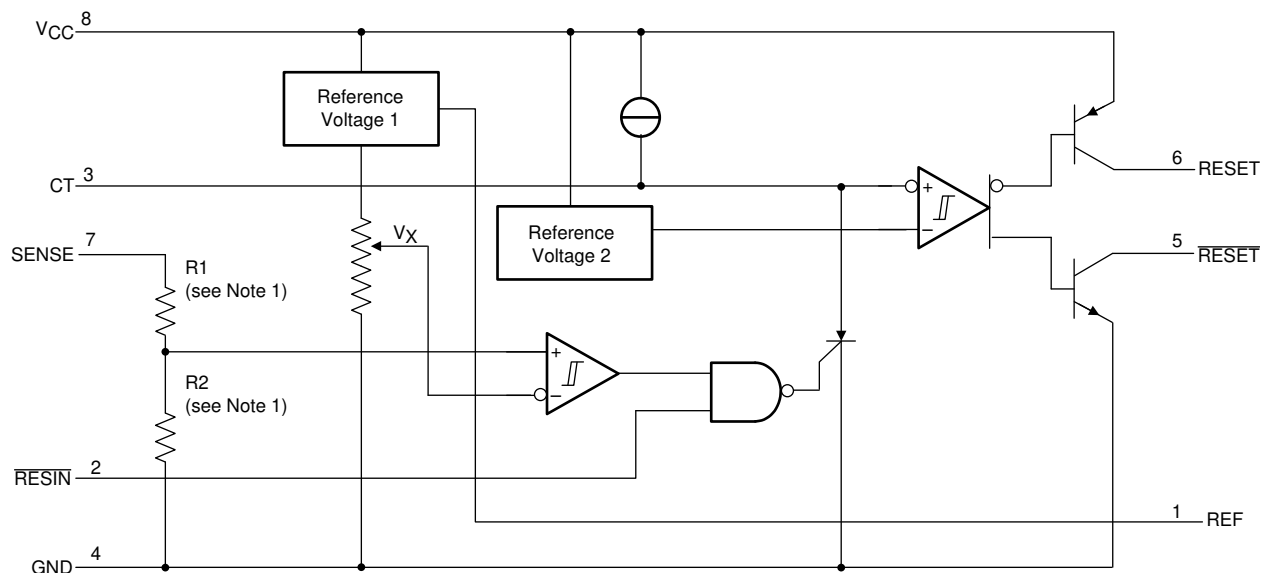 VCC 8
Reference
Voltage 1
CT 3
+
−
6 RESET
SENSE 7
VX
Reference
Voltage 2
5 RESET
R1
(see Note 1)
+
−
R2
(see Note 1)
RESIN 2
1 REF
GND 4